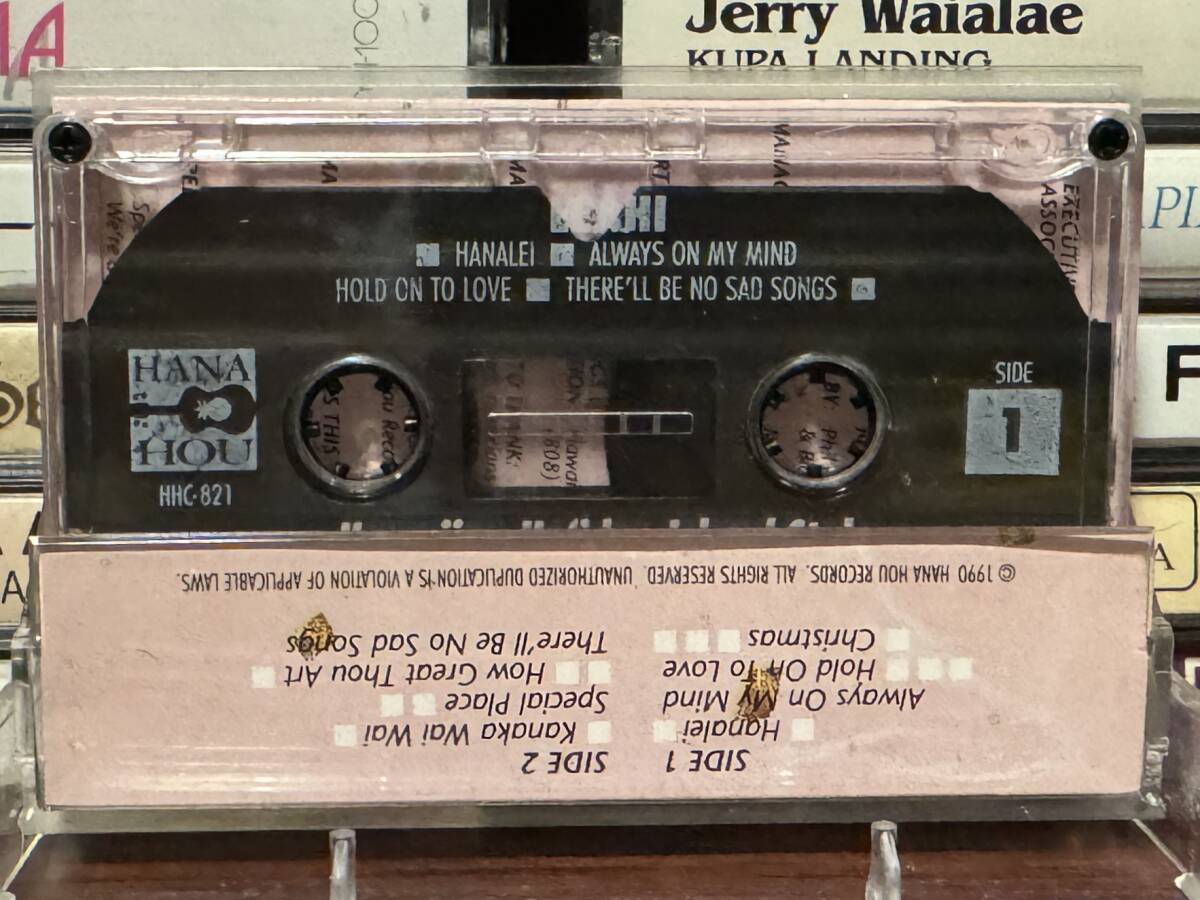 Jerry Waialae
KUPA LANDING
HANALEI ALWAYS ON MY MIND
HOLD ON TO LOVE THERE'LL BE NO SAD SONGS
HANA
HOU
HHC-821
SIDE
1
EXECUTIVE
(808)
S THIS
SIDE 1
Hanalei
Always On My Mind
Hold On To Love
Christmas
SIDE 2
Kanaka Wai Wai
Special Place
How Great Thou Art
There'll Be No Sad Songs
© 1990 HANA HOU RECORDS. ALL RIGHTS RESERVED. UNAUTHORIZED DUPLICATION IS A VIOLATION OF APPLICABLE LAWS.